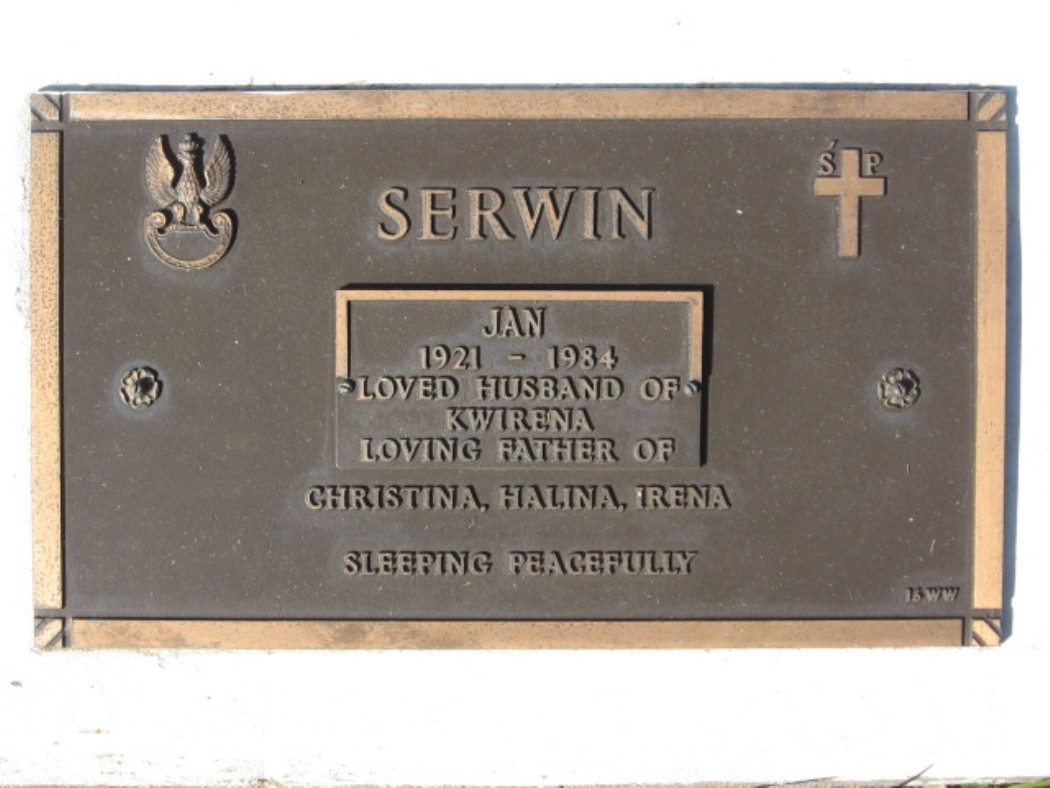 Ś P
SERWIN
JAN
1921 - 1984
LOVED HUSBAND OF
KWIRENA
LOVING FATHER OF
CHRISTINA, HALINA, IRENA
SLEEPING PEACEFULLY